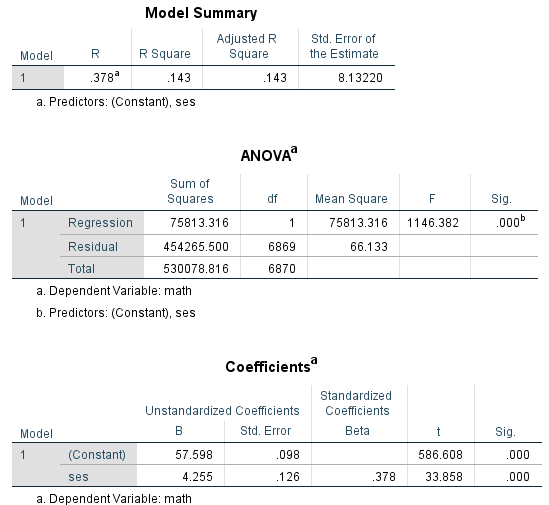 Model Summary
Model R R Square Adjusted R Square Std. Error of the Estimate
1 .378a .143 .143 8.13220
a. Predictors: (Constant), ses
ANOVAa
Model Sum of Squares df Mean Square F Sig.
1 Regression 75813.316 1 75813.316 1146.382 .000b
Residual 454265.500 6869 66.133
Total 530078.816 6870
a. Dependent Variable: math
b. Predictors: (Constant), ses
Coefficientsa
Unstandardized Coefficients Standardized Coefficients
Model B Std. Error Beta t Sig.
1 (Constant) 57.598 .098 586.608 .000
ses 4.255 .126 .378 33.858 .000
a. Dependent Variable: math